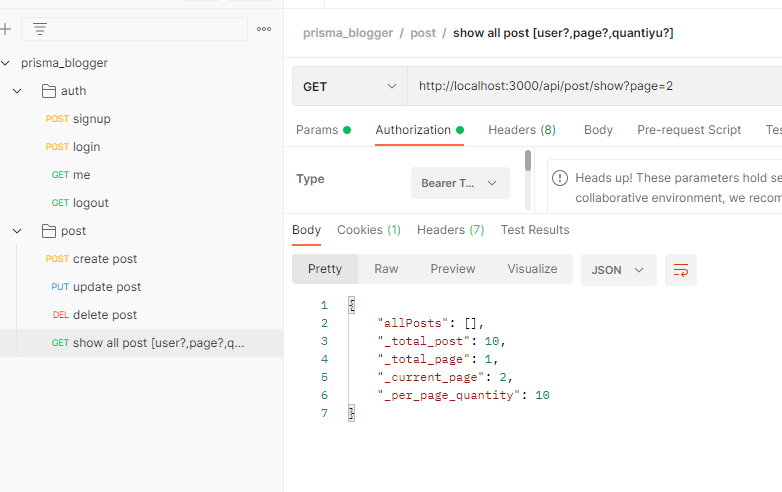 prisma_blogger
auth
POST signup
POST login
GET me
GET logout
post
POST create post
PUT update post
DEL delete post
GET show all post [user?,page?,q...
prisma_blogger / post / show all post [user?,page?,quantiyu?]
GET http://localhost:3000/api/post/show?page=2
Params Authorization Headers (8) Body Pre-request Script Tes
Type Bearer T...
Heads up! These parameters hold se
collaborative environment, we recom
Body Cookies (1) Headers (7) Test Results
Pretty Raw Preview Visualize JSON
1 {
2 "allPosts": [],
3 "_total_post": 10,
4 "_total_page": 1,
5 "_current_page": 2,
6 "_per_page_quantity": 10
7 }